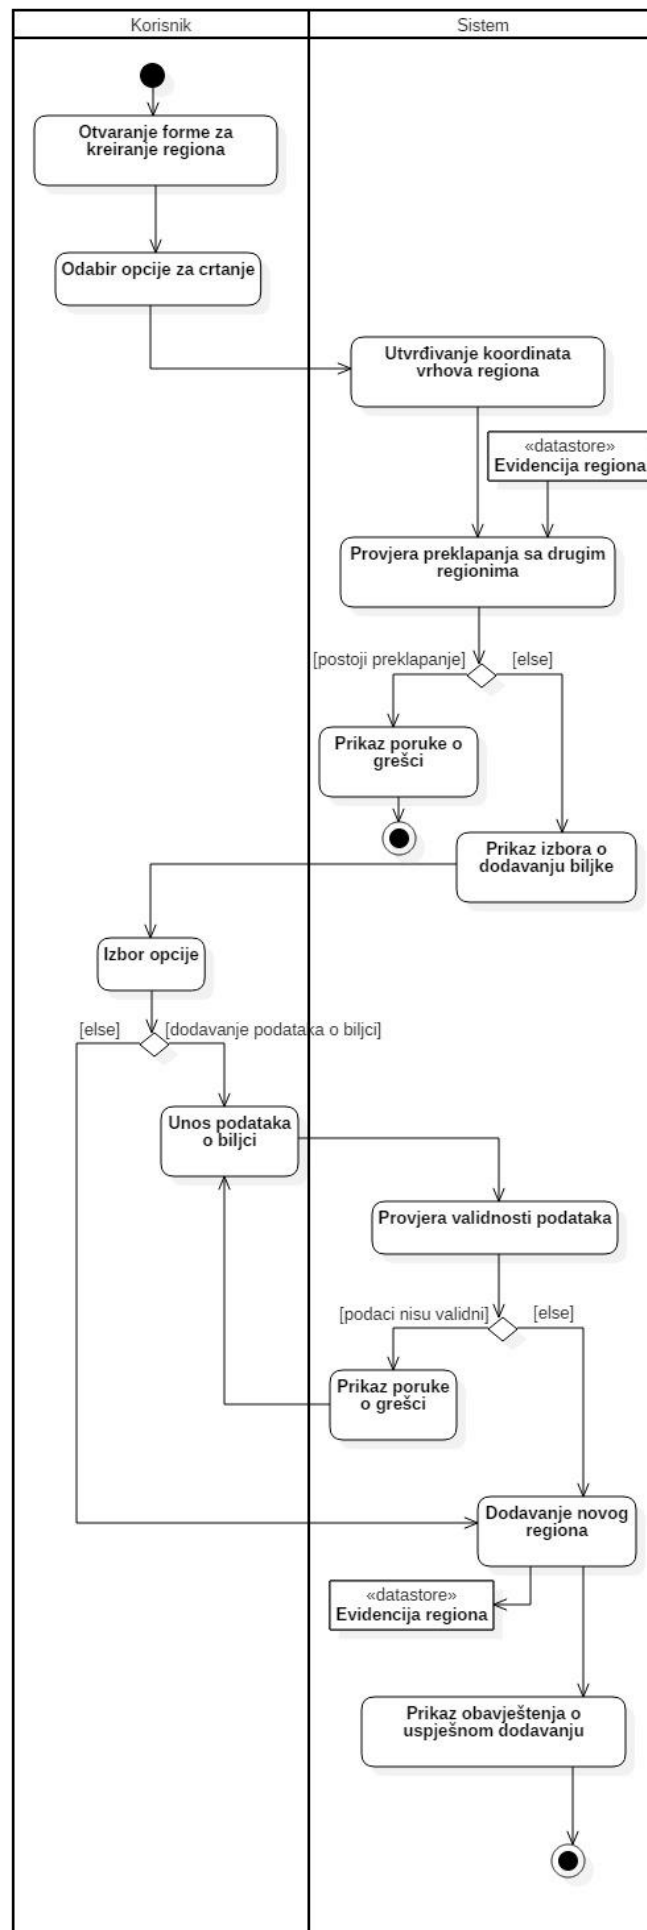 Korisnik
Sistem
Otvaranje forme za
kreiranje regiona
Odabir opcije za crtanje
Utvrđivanje koordinata
vrhova regiona
«datastore»
Evidencija regiona
Provjera preklapanja sa drugim
regionima
[postoji preklapanje]
[else]
Prikaz poruke o
grešci
Prikaz izbora o
dodavanju biljke
Izbor opcije
[else]
[dodavanje podataka o biljci]
Unos podataka
o biljci
Provjera validnosti podataka
[podaci nisu validni]
[else]
Prikaz poruke
o grešci
Dodavanje novog
regiona
«datastore»
Evidencija regiona
Prikaz obavještenja o
uspješnom dodavanju